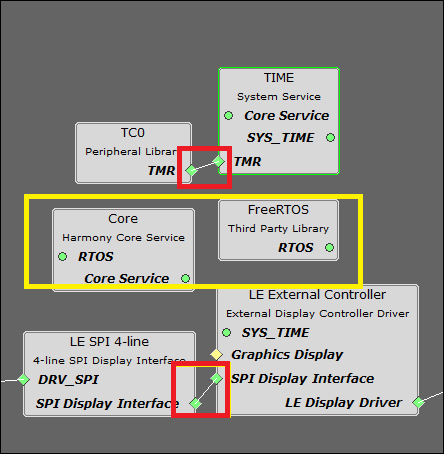 TIME
System Service
Core Service
SYS_TIME
TMR
TC0
Peripheral Library
TMR
FreeRTOS
Third Party Library
RTOS
Core
Harmony Core Service
RTOS
Core Service
LE External Controller
External Display Controller Driver
SYS_TIME
Graphics Display
SPI Display Interface
LE Display Driver
LE SPI 4-line
4-line SPI Display Interface
DRV_SPI
SPI Display Interface